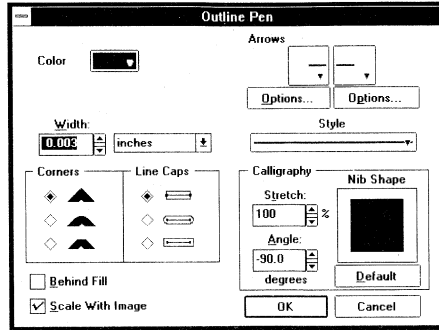 Outline Pen
Color
Arrows
Options...
Options...
Width:
0.003
inches
Style
Corners
Line Caps
Calligraphy
Stretch:
100 %
Angle:
-90.0
degrees
Nib Shape
Default
Behind Fill
Scale With Image
OK
Cancel